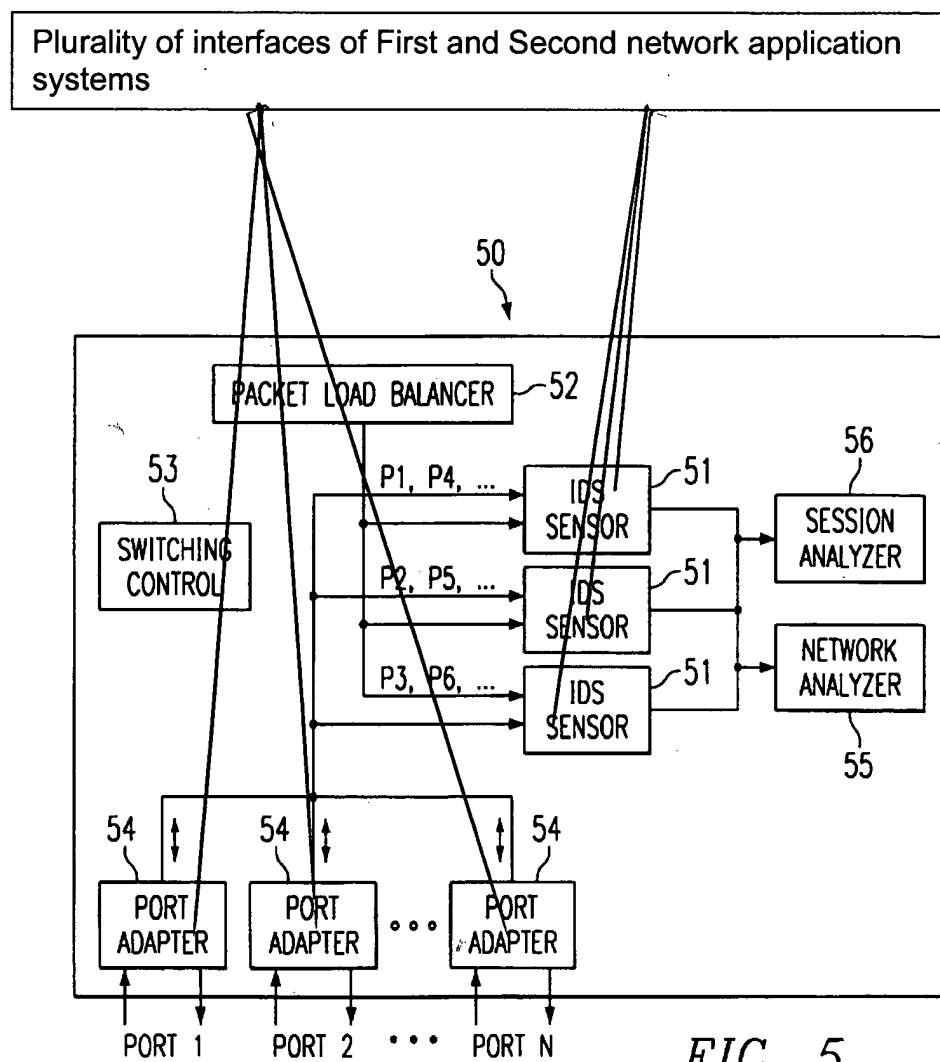 Plurality of interfaces of First and Second network application
systems
50
PACKET LOAD BALANCER
52
53
SWITCHING
CONTROL
P1, P4, ...
IDS
SENSOR
51
56
SESSION
ANALYZER
P2, P5, ...
IDS
SENSOR
51
P3, P6, ...
IDS
SENSOR
51
NETWORK
ANALYZER
55
54
PORT
ADAPTER
54
PORT
ADAPTER
54
PORT
ADAPTER
PORT 1
PORT 2
PORT N
FIG. 5